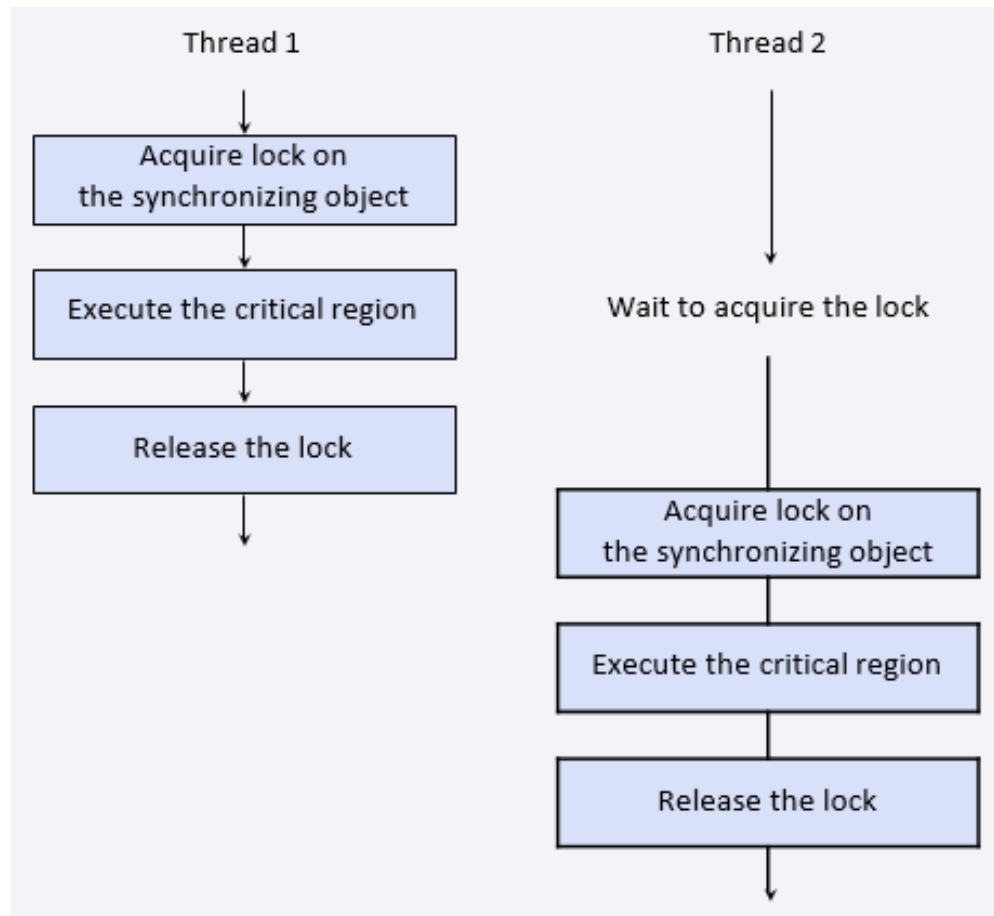 Thread 1
Acquire lock on
the synchronizing object
Execute the critical region
Release the lock
Thread 2
Wait to acquire the lock
Acquire lock on
the synchronizing object
Execute the critical region
Release the lock